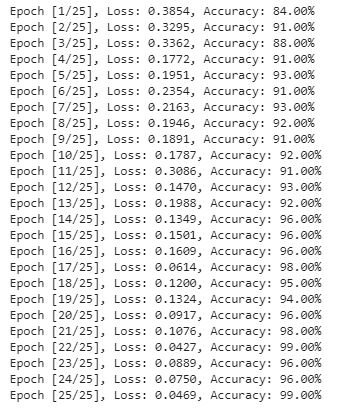 Epoch [1/25], Loss: 0.3854, Accuracy: 84.00%
Epoch [2/25], Loss: 0.3295, Accuracy: 91.00%
Epoch [3/25], Loss: 0.3362, Accuracy: 88.00%
Epoch [4/25], Loss: 0.1772, Accuracy: 91.00%
Epoch [5/25], Loss: 0.1951, Accuracy: 93.00%
Epoch [6/25], Loss: 0.2354, Accuracy: 91.00%
Epoch [7/25], Loss: 0.2163, Accuracy: 93.00%
Epoch [8/25], Loss: 0.1946, Accuracy: 92.00%
Epoch [9/25], Loss: 0.1891, Accuracy: 91.00%
Epoch [10/25], Loss: 0.1787, Accuracy: 92.00%
Epoch [11/25], Loss: 0.3086, Accuracy: 91.00%
Epoch [12/25], Loss: 0.1470, Accuracy: 93.00%
Epoch [13/25], Loss: 0.1988, Accuracy: 92.00%
Epoch [14/25], Loss: 0.1349, Accuracy: 96.00%
Epoch [15/25], Loss: 0.1501, Accuracy: 96.00%
Epoch [16/25], Loss: 0.1609, Accuracy: 96.00%
Epoch [17/25], Loss: 0.0614, Accuracy: 98.00%
Epoch [18/25], Loss: 0.1200, Accuracy: 95.00%
Epoch [19/25], Loss: 0.1324, Accuracy: 94.00%
Epoch [20/25], Loss: 0.0917, Accuracy: 96.00%
Epoch [21/25], Loss: 0.1076, Accuracy: 98.00%
Epoch [22/25], Loss: 0.0427, Accuracy: 99.00%
Epoch [23/25], Loss: 0.0889, Accuracy: 96.00%
Epoch [24/25], Loss: 0.0750, Accuracy: 96.00%
Epoch [25/25], Loss: 0.0469, Accuracy: 99.00%